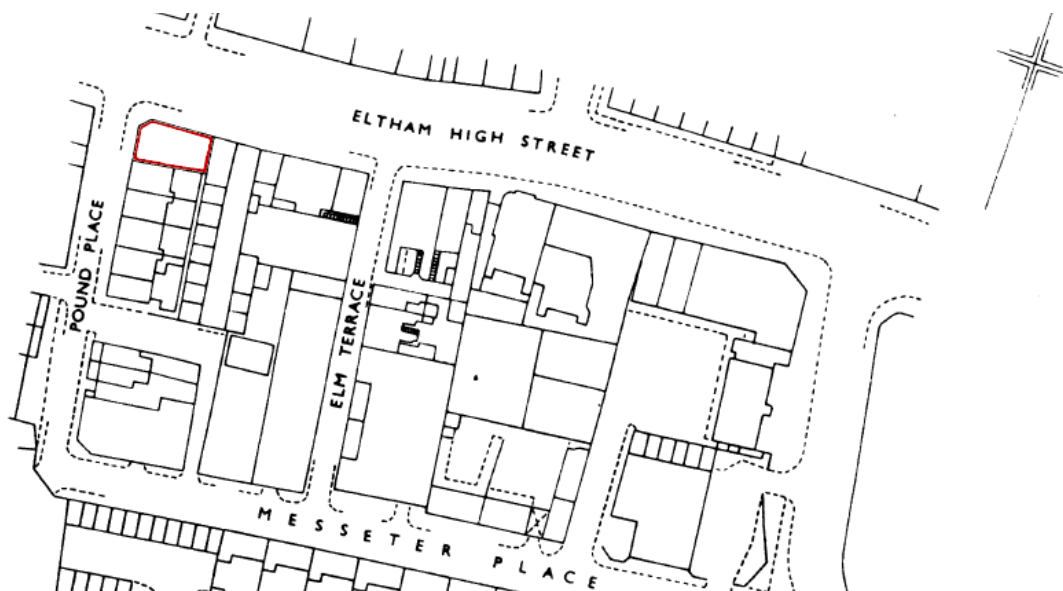 ELTHAM HIGH STREET
POUND PLACE
ELM TERRACE
MESSETER PLACE